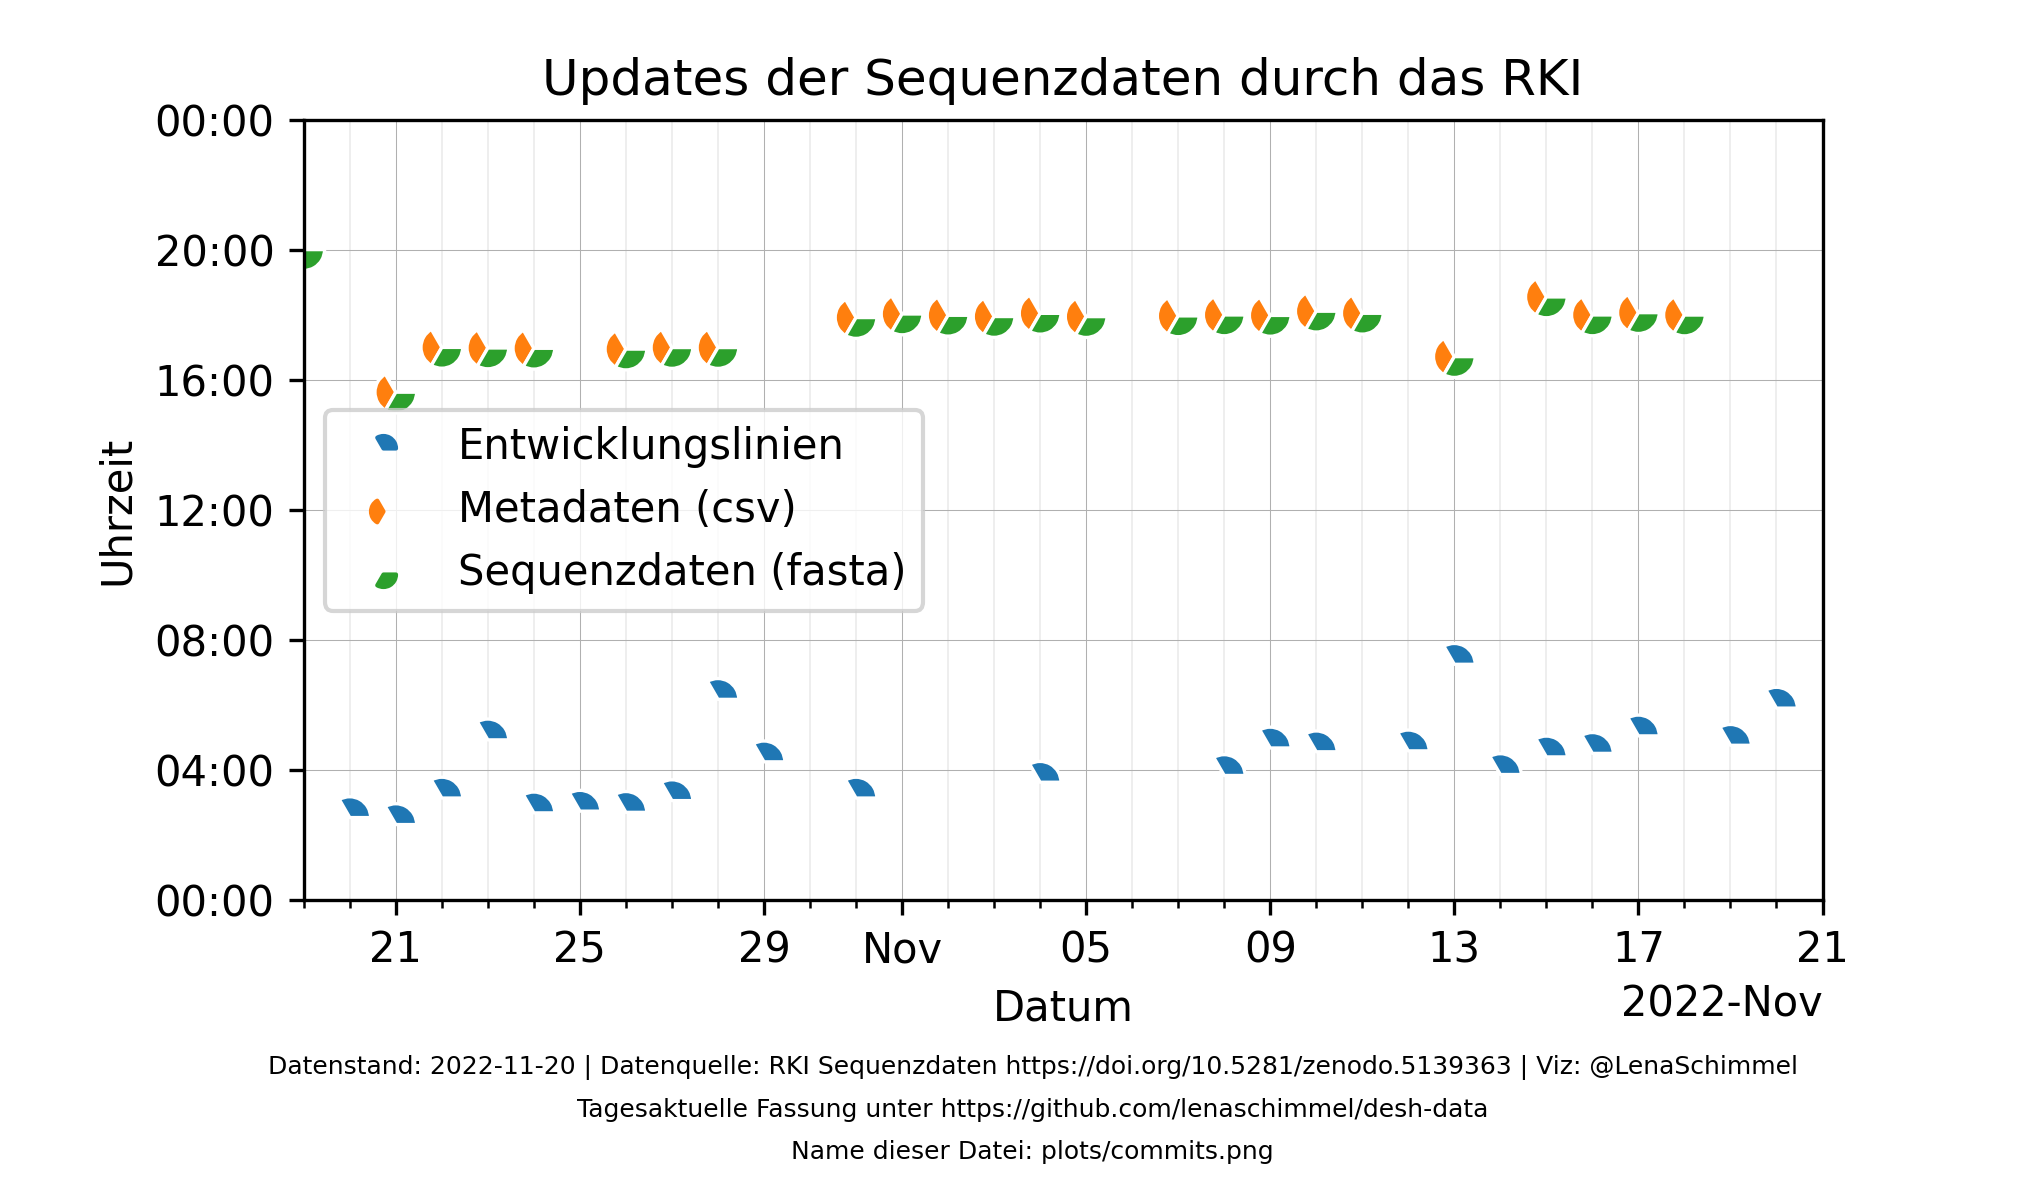 Updates der Sequenzdaten durch das RKI
00:00
20:00
16:00
12:00
08:00
04:00
00:00
Uhrzeit
Entwicklungslinien
Metadaten (csv)
Sequenzdaten (fasta)
21 25 29 Nov 05 09 13 17 21
Datum
2022-Nov
Datenstand: 2022-11-20 | Datenquelle: RKI Sequenzdaten https://doi.org/10.5281/zenodo.5139363 | Viz: @LenaSchimmel
Tagesaktuelle Fassung unter https://github.com/lenaschimmel/desh-data
Name dieser Datei: plots/commits.png